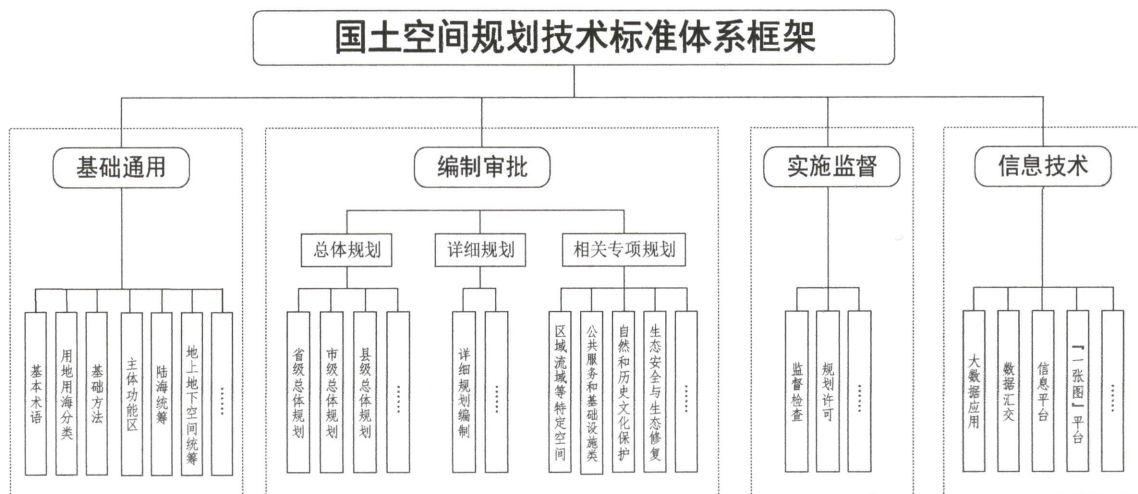 国土空间规划技术标准体系框架
基础通用
编制审批
实施监督
信息技术
总体规划
详细规划
相关专项规划
基本术语
用地用海分类
基础方法
主体功能区
陆海统筹
地上地下空间统筹
……
省级总体规划
市级总体规划
县级总体规划
……
详细规划编制
……
区域流域等特定空间
公共服务和基础设施类
自然和历史文化保护
生态安全与生态修复
……
监督检查
规划许可
……
大数据应用
数据汇交
信息平台
『一张图』平台
……